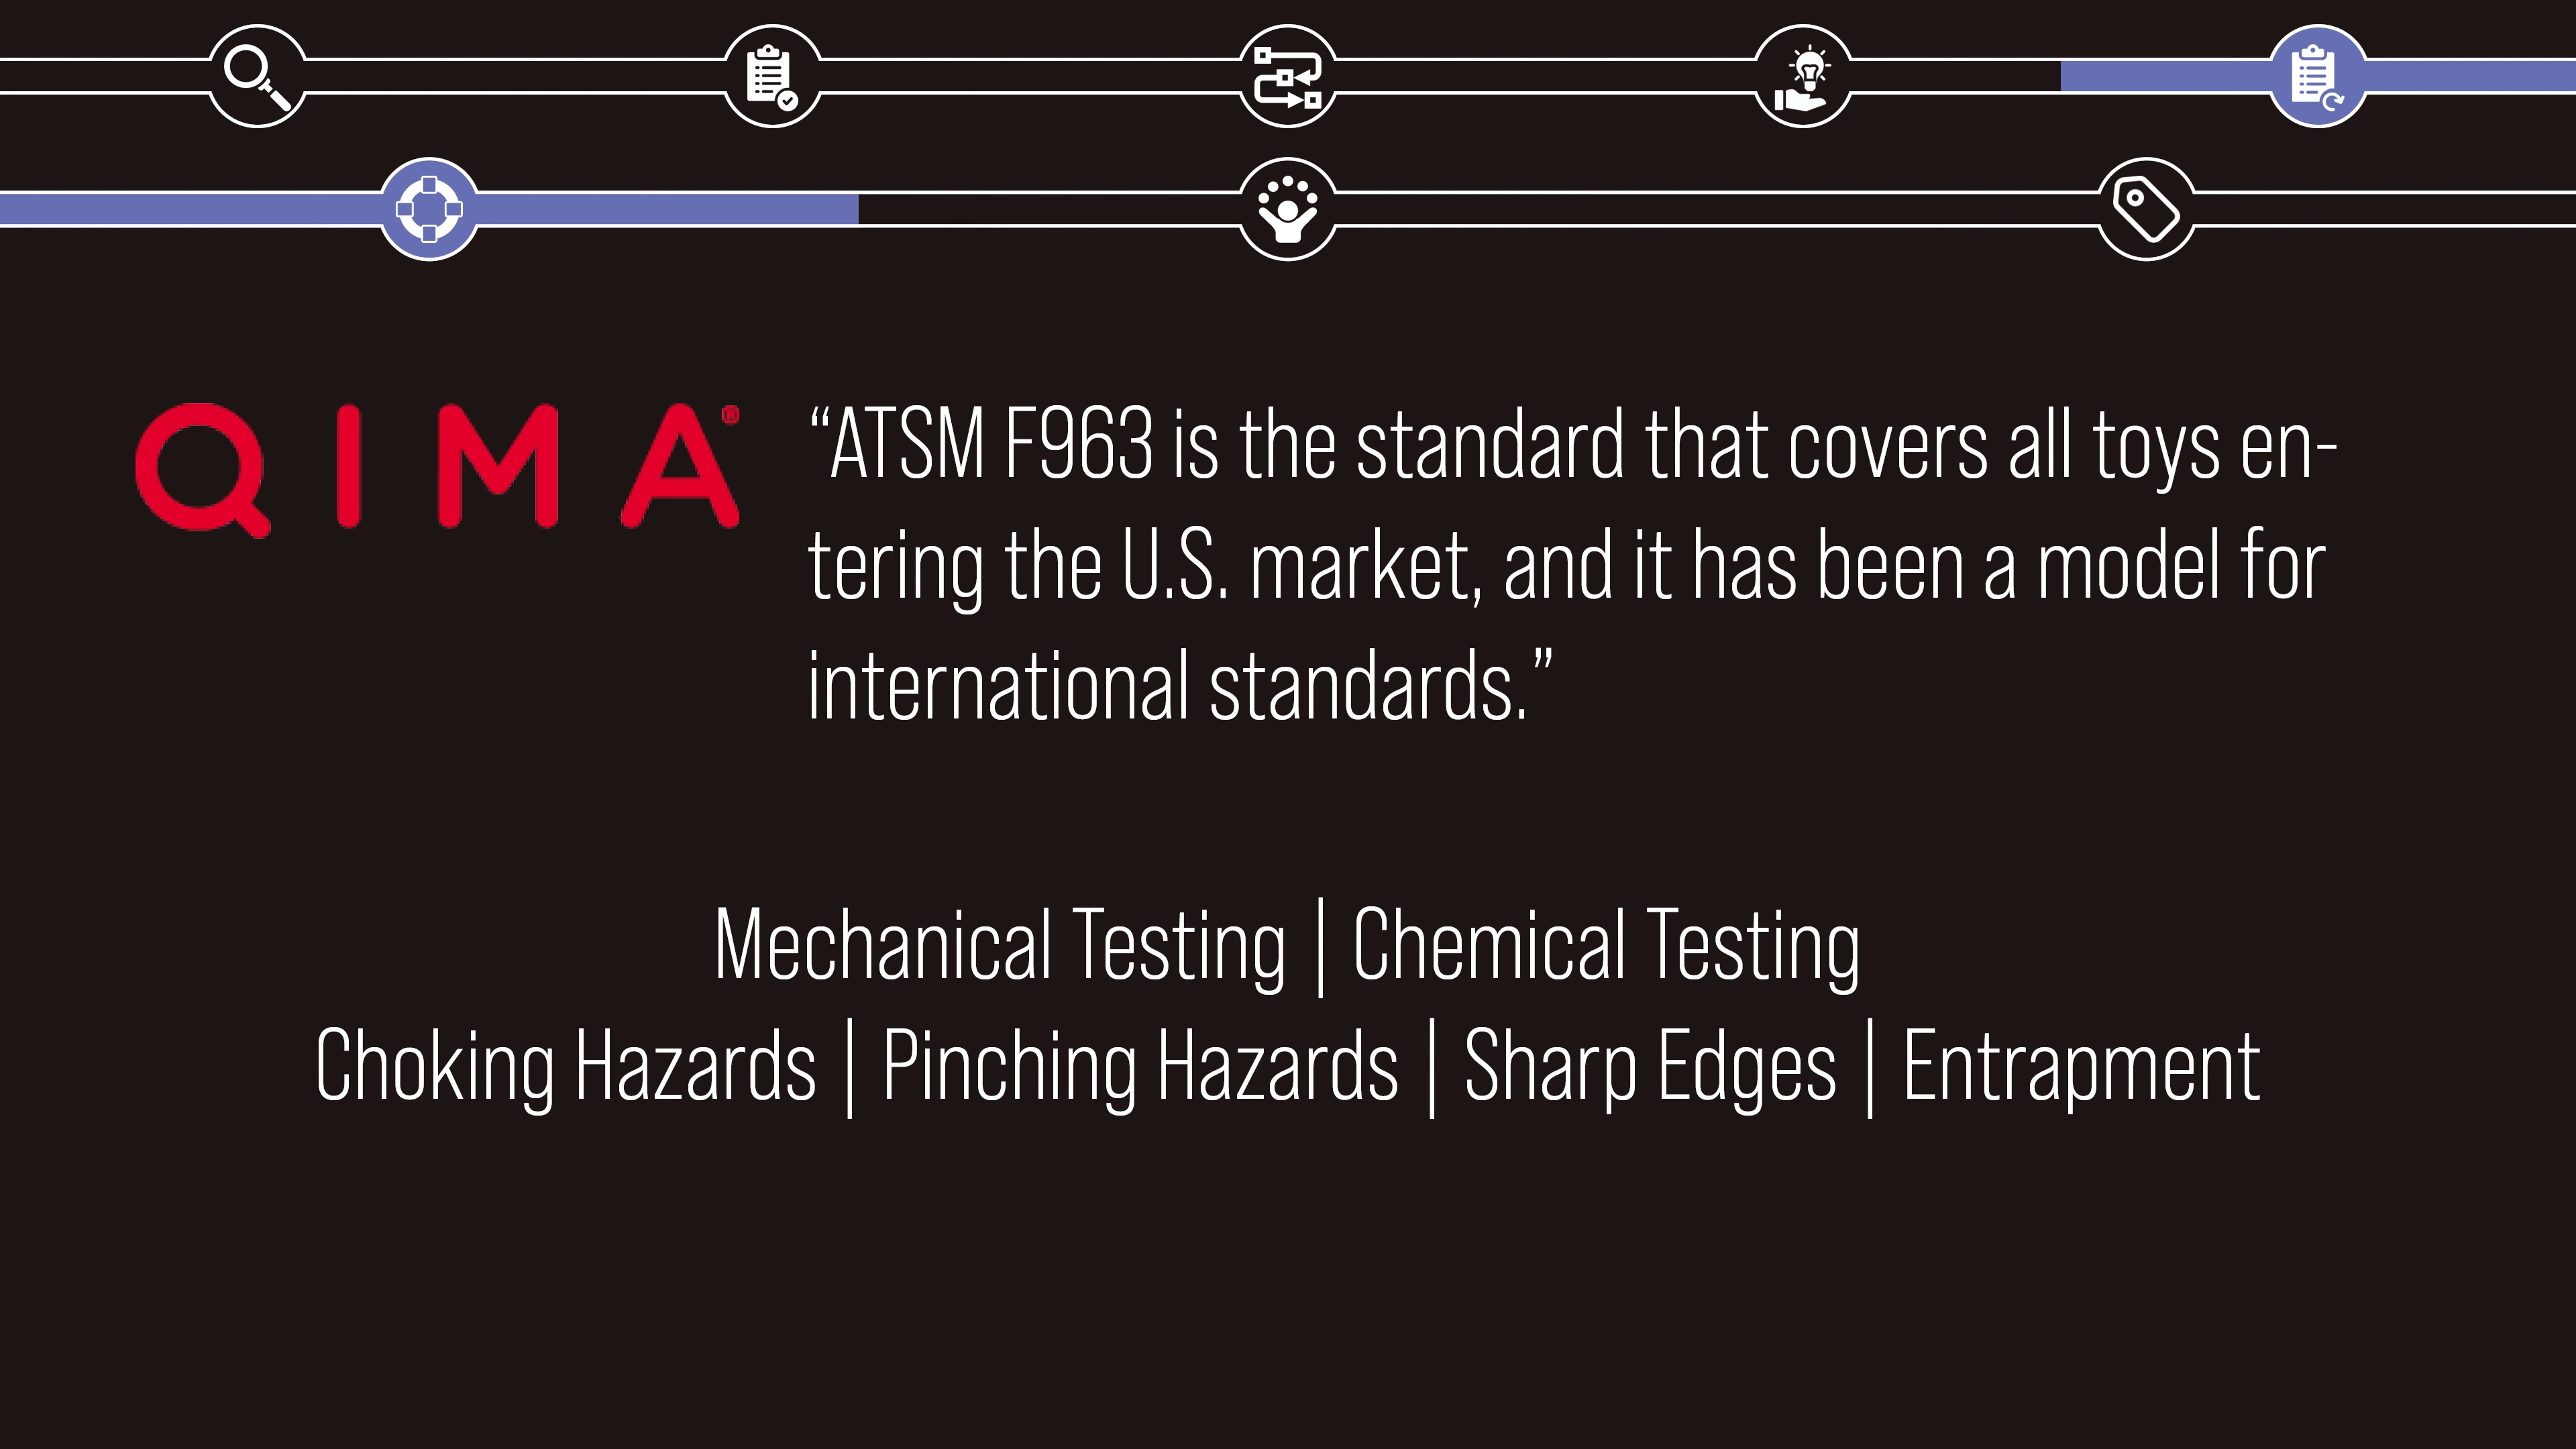 QIMA®
“ATSM F963 is the standard that covers all toys en-
tering the U.S. market, and it has been a model for
international standards.”
Mechanical Testing | Chemical Testing
Choking Hazards | Pinching Hazards | Sharp Edges | Entrapment